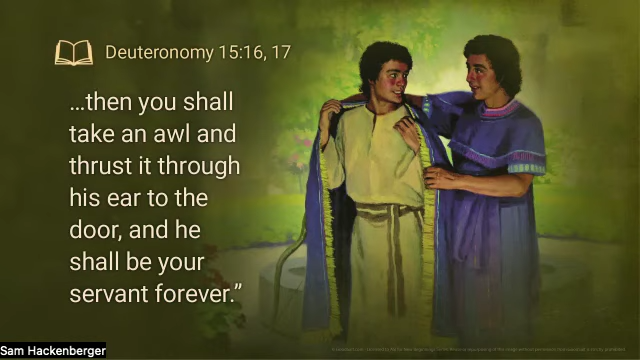 Deuteronomy 15:16, 17
…then you shall
take an awl and
thrust it through
his ear to the
door, and he
shall be your
servant forever.”
Sam Hackenberger